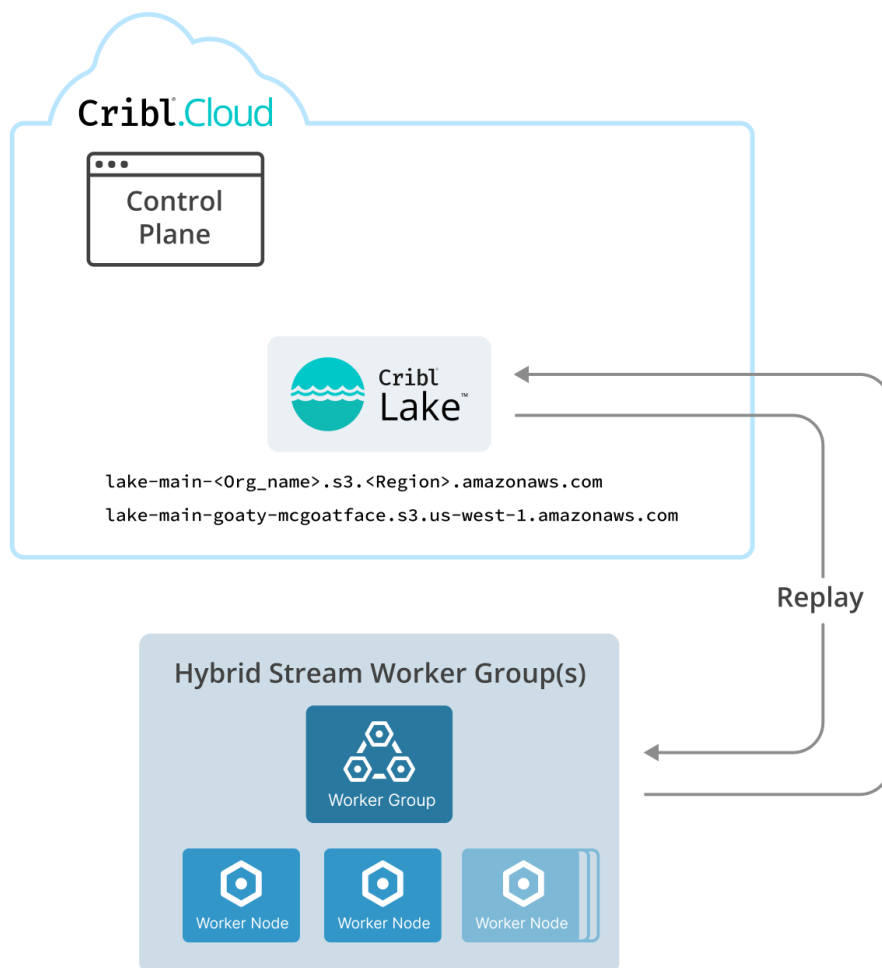 Cribl.Cloud
Control
Plane
Cribl
Lake™
lake-main-<Org_name>.s3.<Region>.amazonaws.com
lake-main-goaty-mcgoatface.s3.us-west-1.amazonaws.com
Replay
Hybrid Stream Worker Group(s)
Worker Group
Worker Node
Worker Node
Worker Node